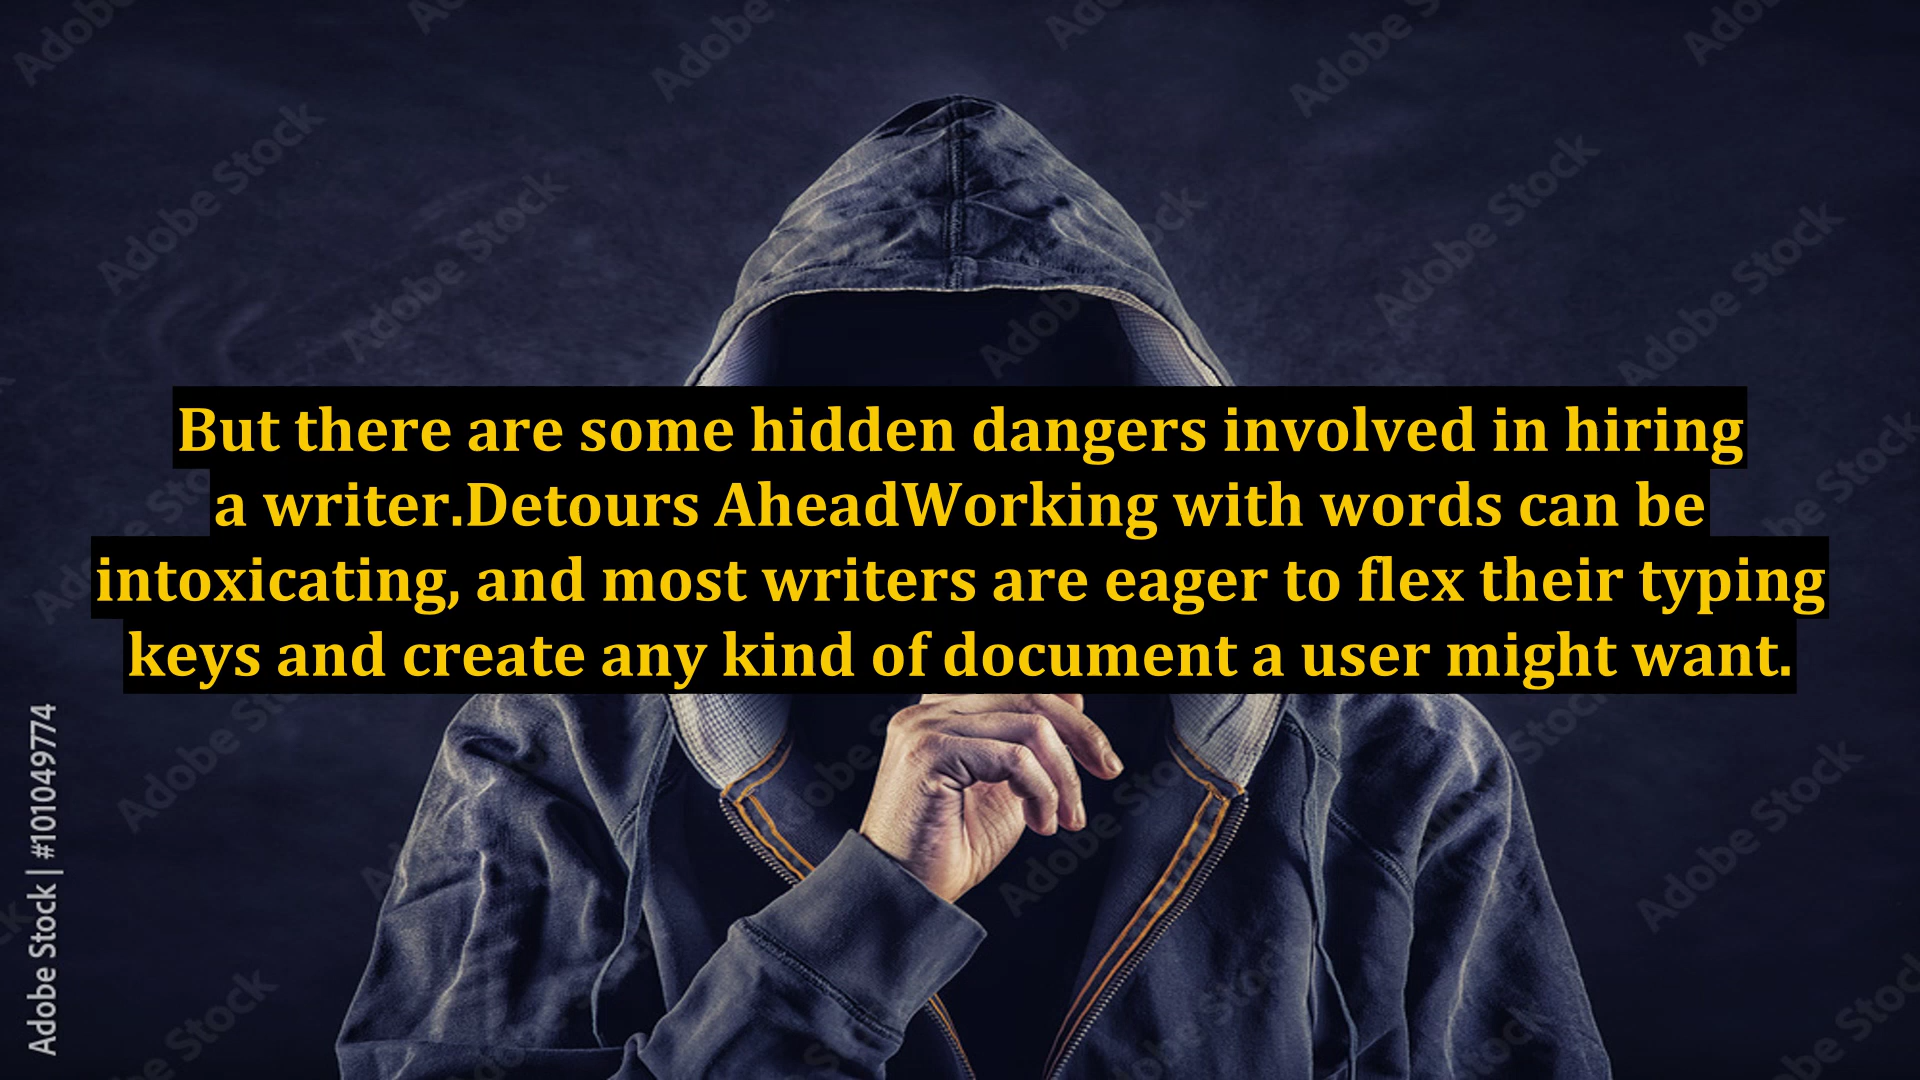 But there are some hidden dangers involved in hiring
a writer.Detours AheadWorking with words can be
intoxicating, and most writers are eager to flex their typing
keys and create any kind of document a user might want.
Adobe Stock | #101049774
Adobe Stock